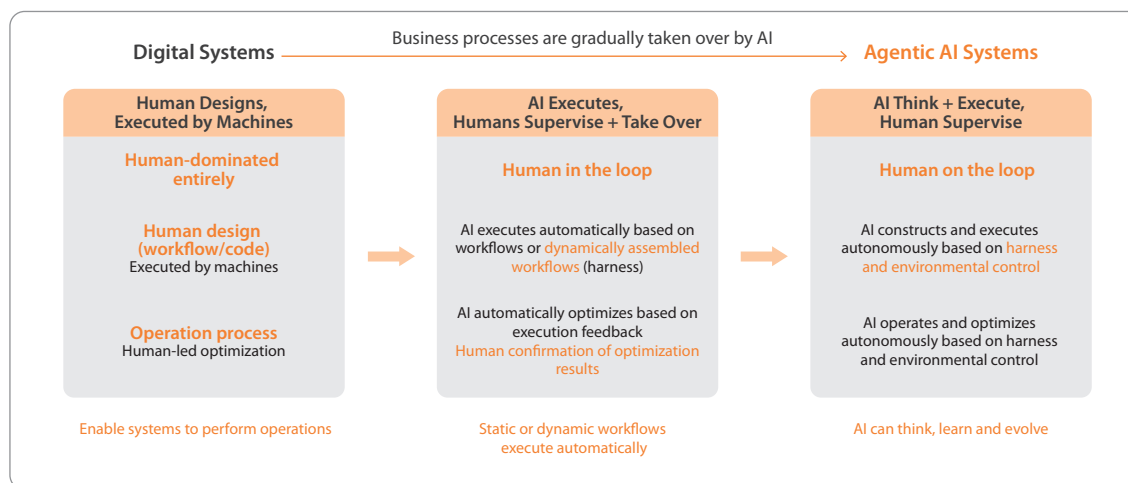 Business processes are gradually taken over by AI
Digital Systems
Agentic AI Systems
Human Designs,
Executed by Machines
Human-dominated
entirely
Human design
(workflow/code)
Executed by machines
Operation process
Human-led optimization
Enable systems to perform operations
AI Executes,
Humans Supervise + Take Over
Human in the loop
AI executes automatically based on
workflows or dynamically assembled
workflows (harness)
AI automatically optimizes based on
execution feedback
Human confirmation of optimization
results
Static or dynamic workflows
execute automatically
AI Think + Execute,
Human Supervise
Human on the loop
AI constructs and executes
autonomously based on harness
and environmental control
AI operates and optimizes
autonomously based on harness
and environmental control
AI can think, learn and evolve